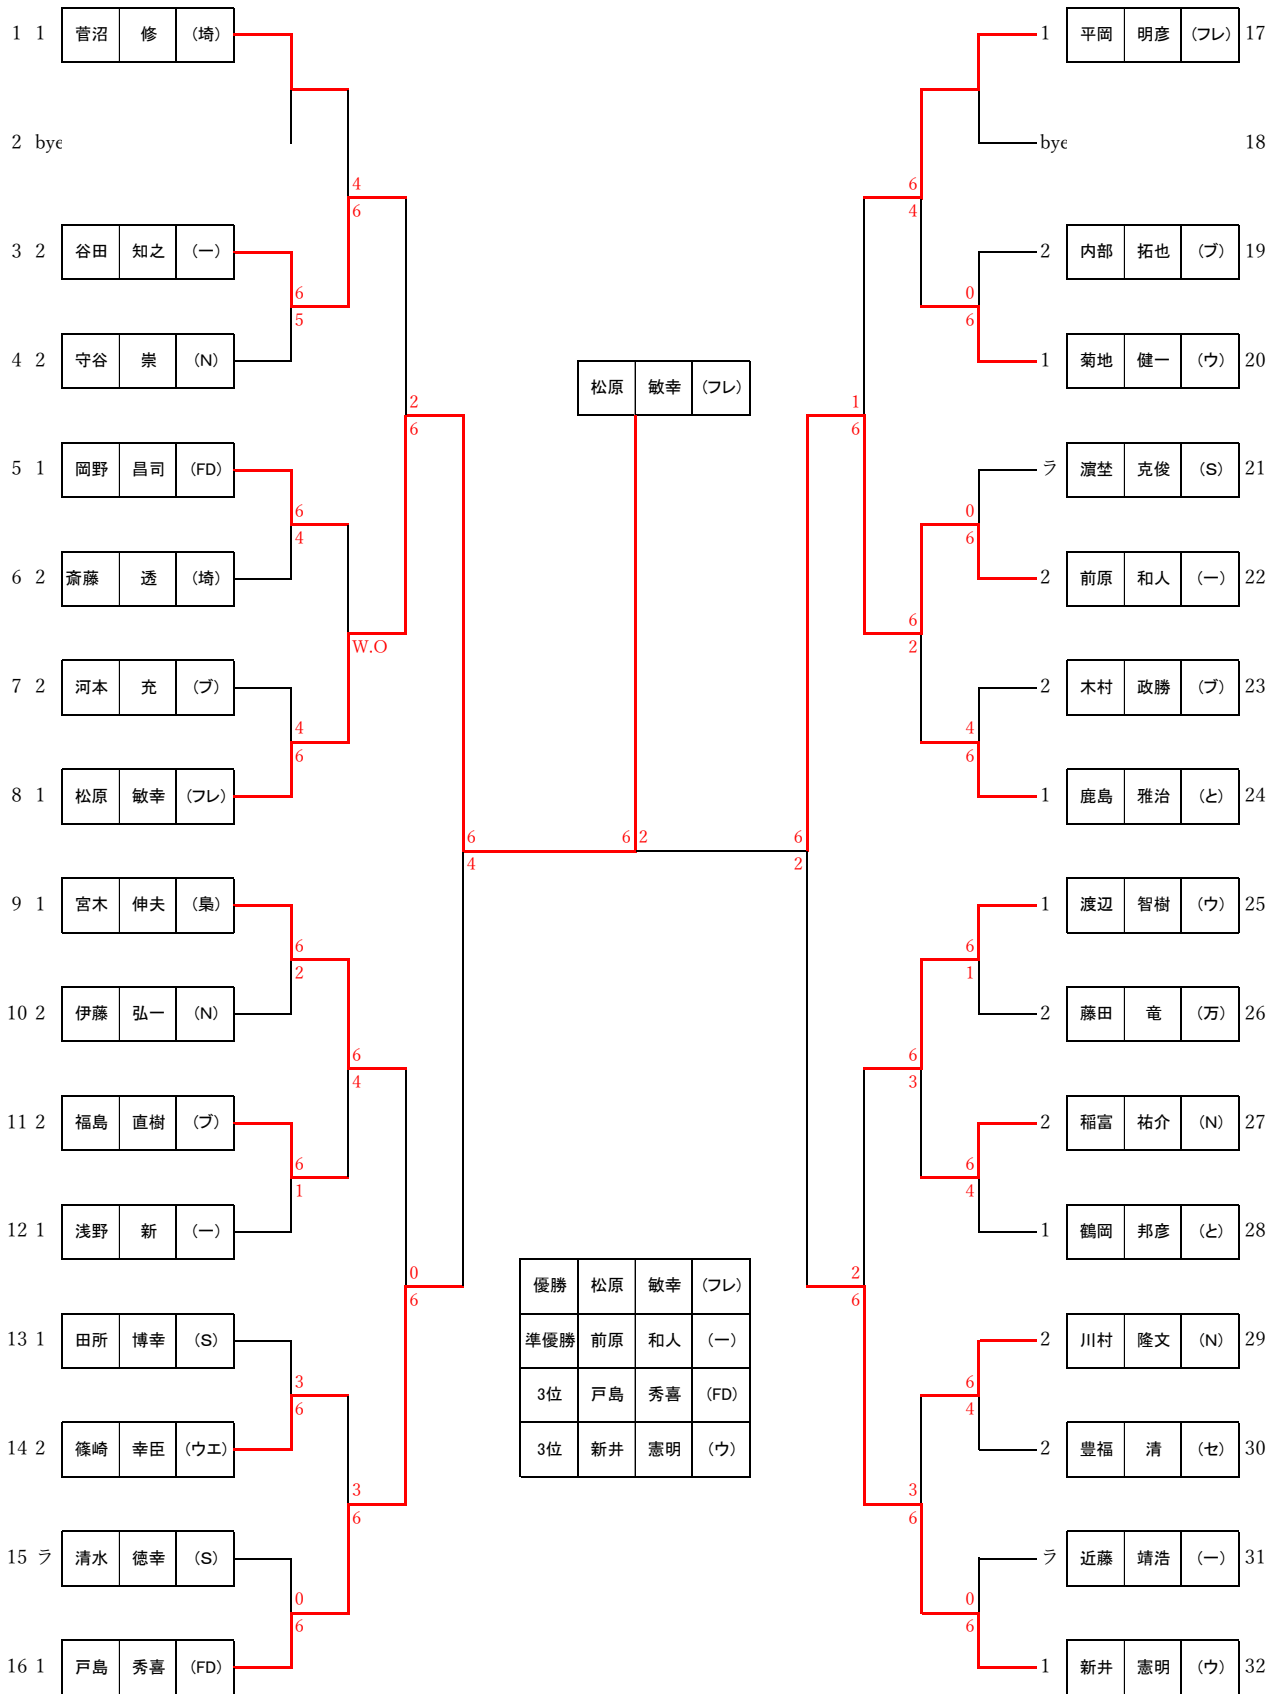 1 1 菅沼 修 (埼) 1 平岡 明彦 (フレ) 17
2 bye bye 18
4 6
6 4
3 2 谷田 知之 (一) 2 内部 拓也 (ブ) 19
6 0
5 6
4 2 守谷 崇 (N) 1 菊地 健一 (ウ) 20
松原 敏幸 (フレ)
2 1
6 6
5 1 岡野 昌司 (FD) ラ 濵埜 克俊 (S) 21
6 0
4 6
6 2 斎藤 透 (埼) 2 前原 和人 (一) 22
6
W.O 2
7 2 河本 充 (ブ) 2 木村 政勝 (ブ) 23
4 4
6 6
8 1 松原 敏幸 (フレ) 1 鹿島 雅治 (と) 24
6 6 2 6
4 2
9 1 宮木 伸夫 (梟) 1 渡辺 智樹 (ウ) 25
6 6
2 1
10 2 伊藤 弘一 (N) 2 藤田 竜 (万) 26
6 6
4 3
11 2 福島 直樹 (ブ) 2 稲富 祐介 (N) 27
6 6
1 4
12 1 浅野 新 (一) 1 鶴岡 邦彦 (と) 28
0 2
6 6
優勝 松原 敏幸 (フレ)
13 1 田所 博幸 (S) 準優勝 前原 和人 (一) 2 川村 隆文 (N) 29
3 3位 戸島 秀喜 (FD) 6
6 4
14 2 篠崎 幸臣 (ウエ) 3位 新井 憲明 (ウ) 2 豊福 清 (セ) 30
3 3
6 6
15 ラ 清水 徳幸 (S) ラ 近藤 靖浩 (一) 31
0 0
6 6
16 1 戸島 秀喜 (FD) 1 新井 憲明 (ウ) 32